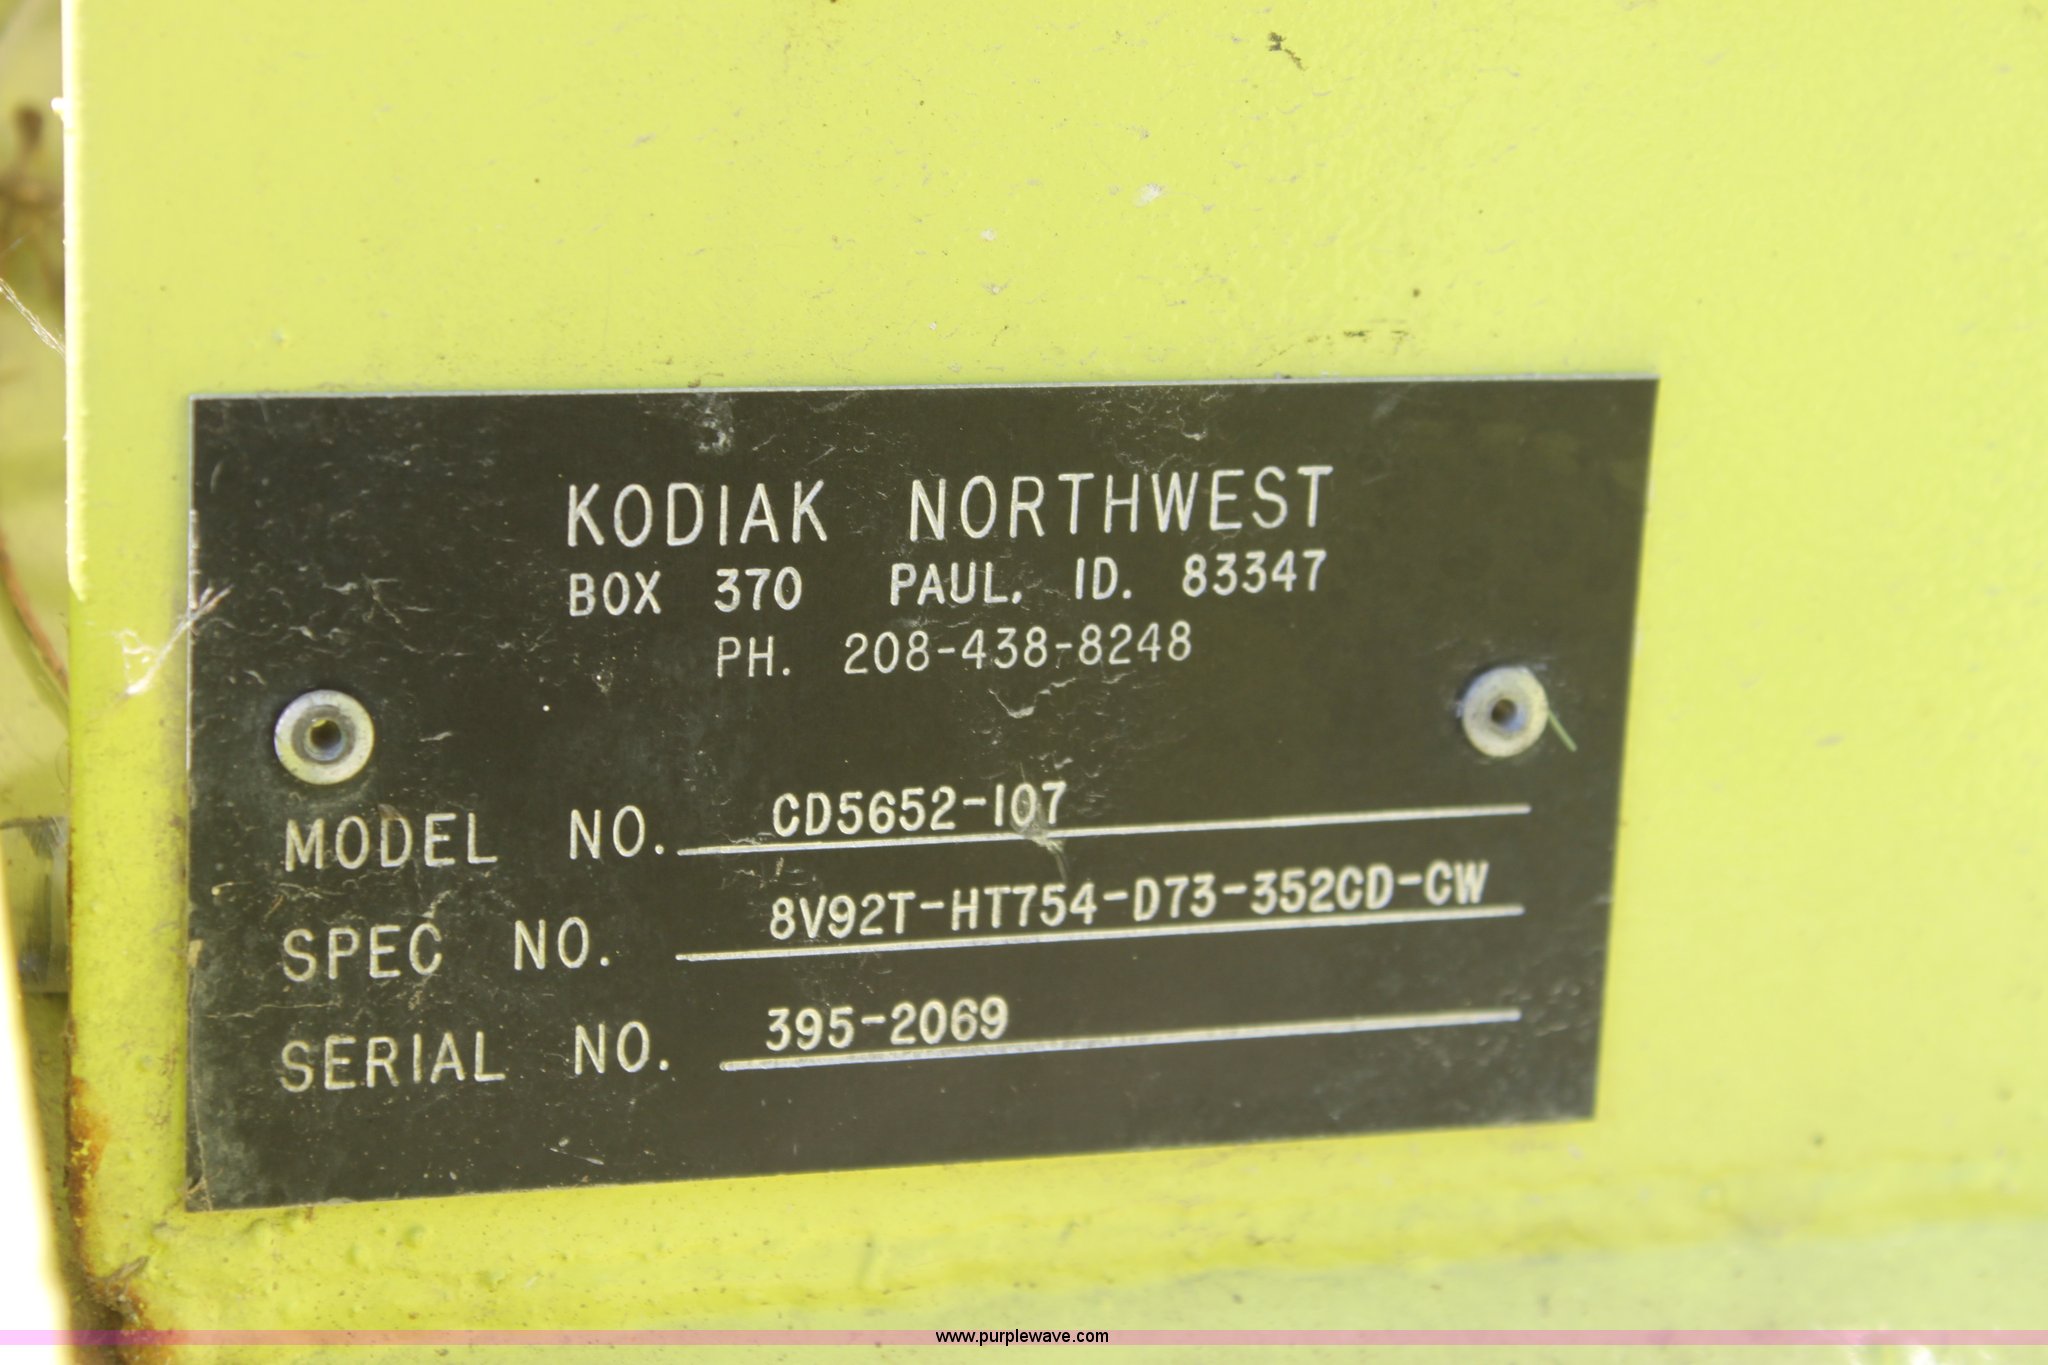 KODIAK NORTHWEST
BOX 370 PAUL, ID. 83347
PH. 208-438-8248
MODEL NO. CD5652-107
SPEC NO. 8V92T-HT754-D73-352CD-CW
SERIAL NO. 395-2069
www.purplewave.com